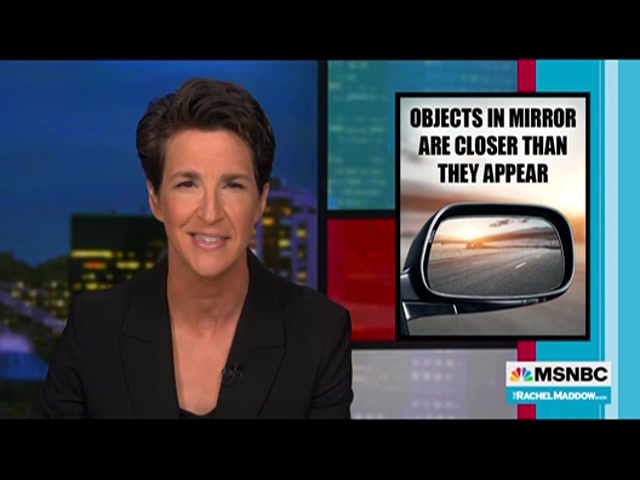 OBJECTS IN MIRROR
ARE CLOSER THAN
THEY APPEAR
MSNBC
THE RACHEL MADDOW SHOW